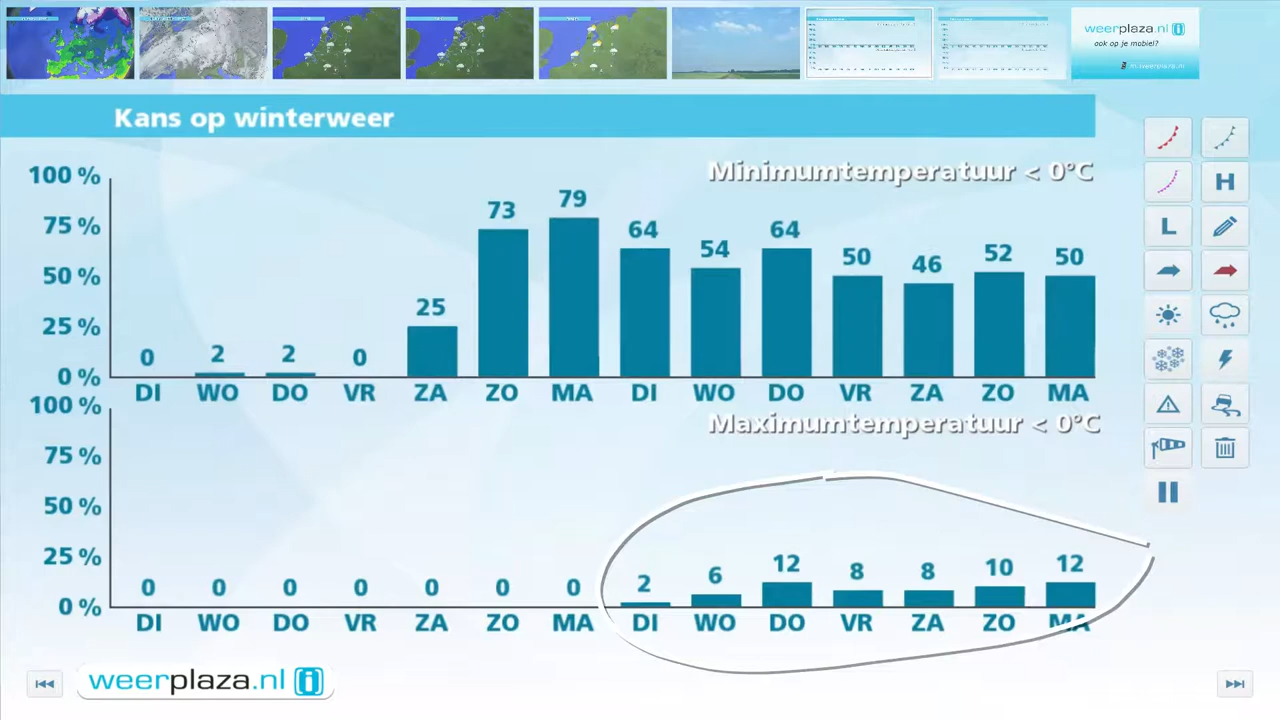 weerplaza.nl
ook op je mobiel?
m.weerplaza.nl
Kans op winterweer
Minimumtemperatuur < 0°C
100 %
75 %
50 %
25 %
0 %
0 2 2 0 25 73 79 64 54 64 50 46 52 50
DI WO DO VR ZA ZO MA DI WO DO VR ZA ZO MA
Maximumtemperatuur < 0°C
100 %
75 %
50 %
25 %
0 %
0 0 0 0 0 0 0 2 6 12 8 8 10 12
DI WO DO VR ZA ZO MA DI WO DO VR ZA ZO MA
H
L
weerplaza.nl